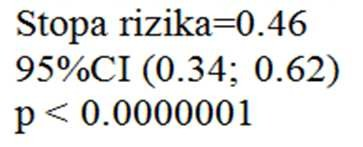 Stopa rizika=0.46
95%CI (0.34; 0.62)
p < 0.0000001